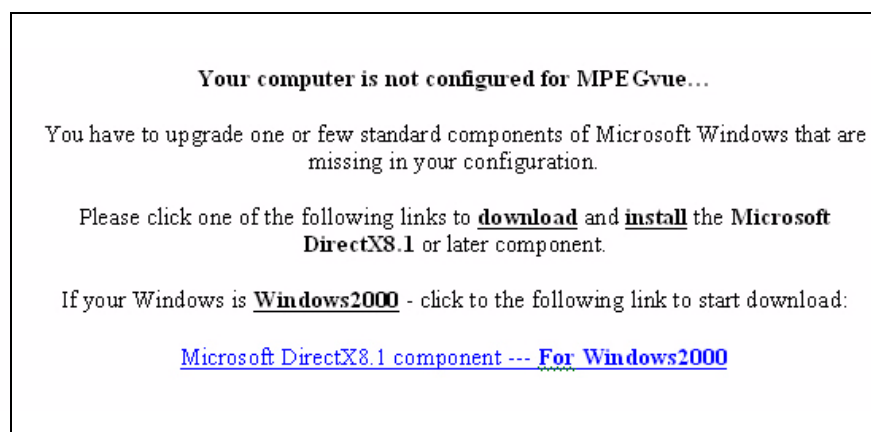 Your computer is not configured for MPEGvue...
You have to upgrade one or few standard components of Microsoft Windows that are
missing in your configuration.
Please click one of the following links to download and install the Microsoft
DirectX8.1 or later component.
If your Windows is Windows2000 - click to the following link to start download:
Microsoft DirectX8.1 component --- For Windows2000